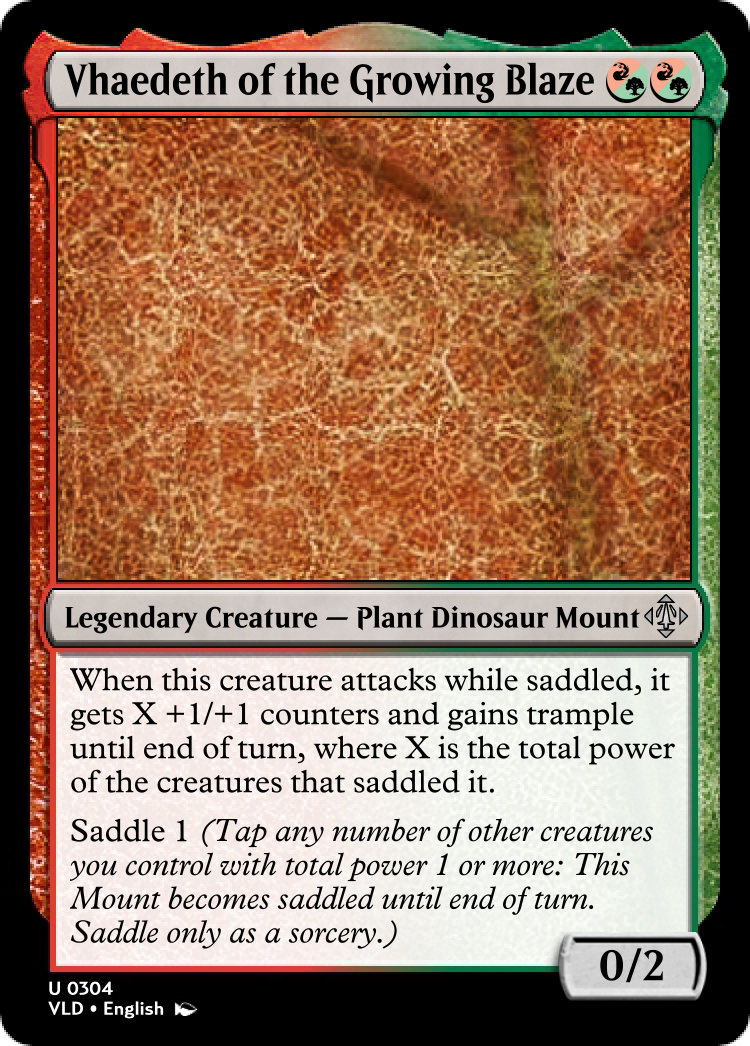 Vhaedeth of the Growing Blaze
Legendary Creature — Plant Dinosaur Mount
When this creature attacks while saddled, it
gets X +1/+1 counters and gains trample
until end of turn, where X is the total power
of the creatures that saddled it.
Saddle 1 (Tap any number of other creatures
you control with total power 1 or more: This
Mount becomes saddled until end of turn.
Saddle only as a sorcery.)
0/2
U 0304
VLD • English